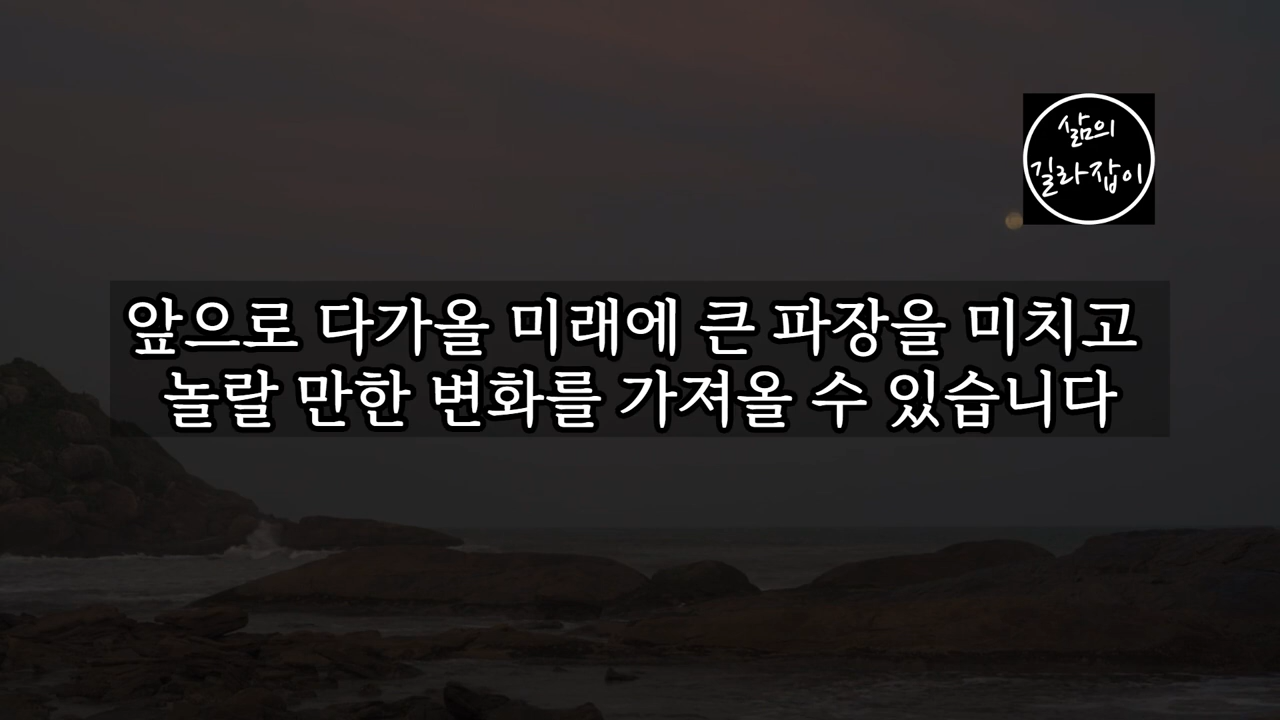 삶의
길라잡이
앞으로 다가올 미래에 큰 파장을 미치고
놀랄 만한 변화를 가져올 수 있습니다